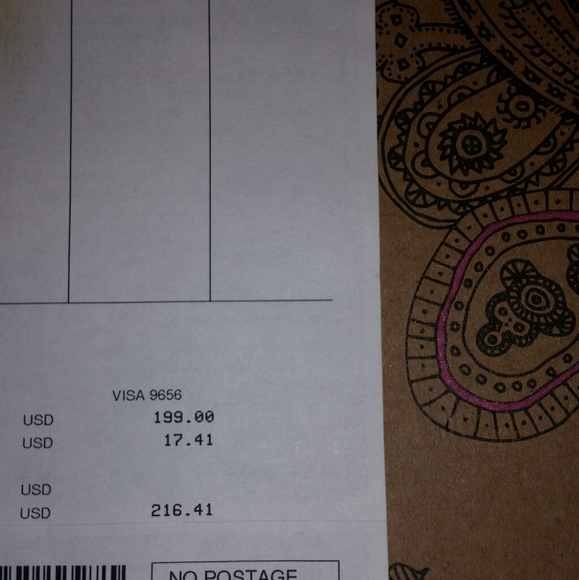 VISA 9656
USD 199.00
USD 17.41
USD
USD 216.41
NO POSTAGE